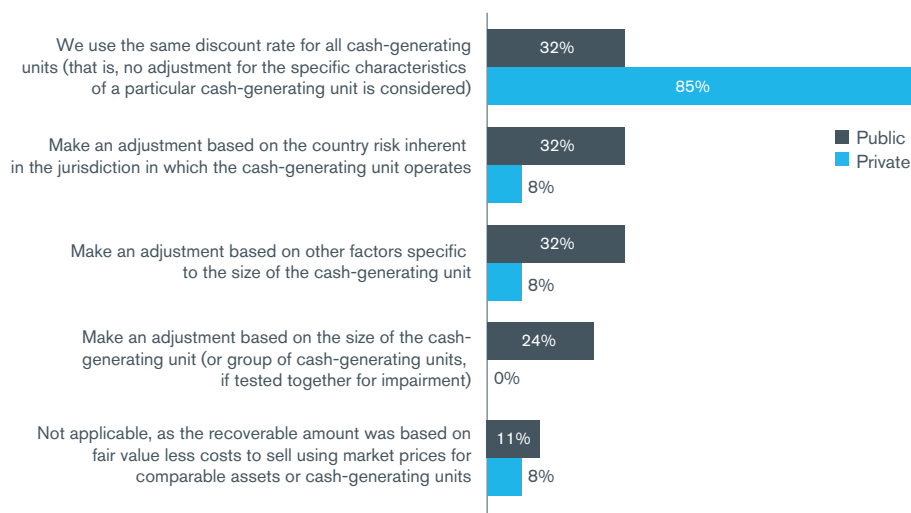 We use the same discount rate for all cash-generating
units (that is, no adjustment for the specific characteristics
of a particular cash-generating unit is considered)
32%
85%
Make an adjustment based on the country risk inherent
in the jurisdiction in which the cash-generating unit operates
32%
8%
Public
Private
Make an adjustment based on other factors specific
to the size of the cash-generating unit
32%
8%
Make an adjustment based on the size of the cash-
generating unit (or group of cash-generating units,
if tested together for impairment)
24%
0%
Not applicable, as the recoverable amount was based on
fair value less costs to sell using market prices for
comparable assets or cash-generating units
11%
8%